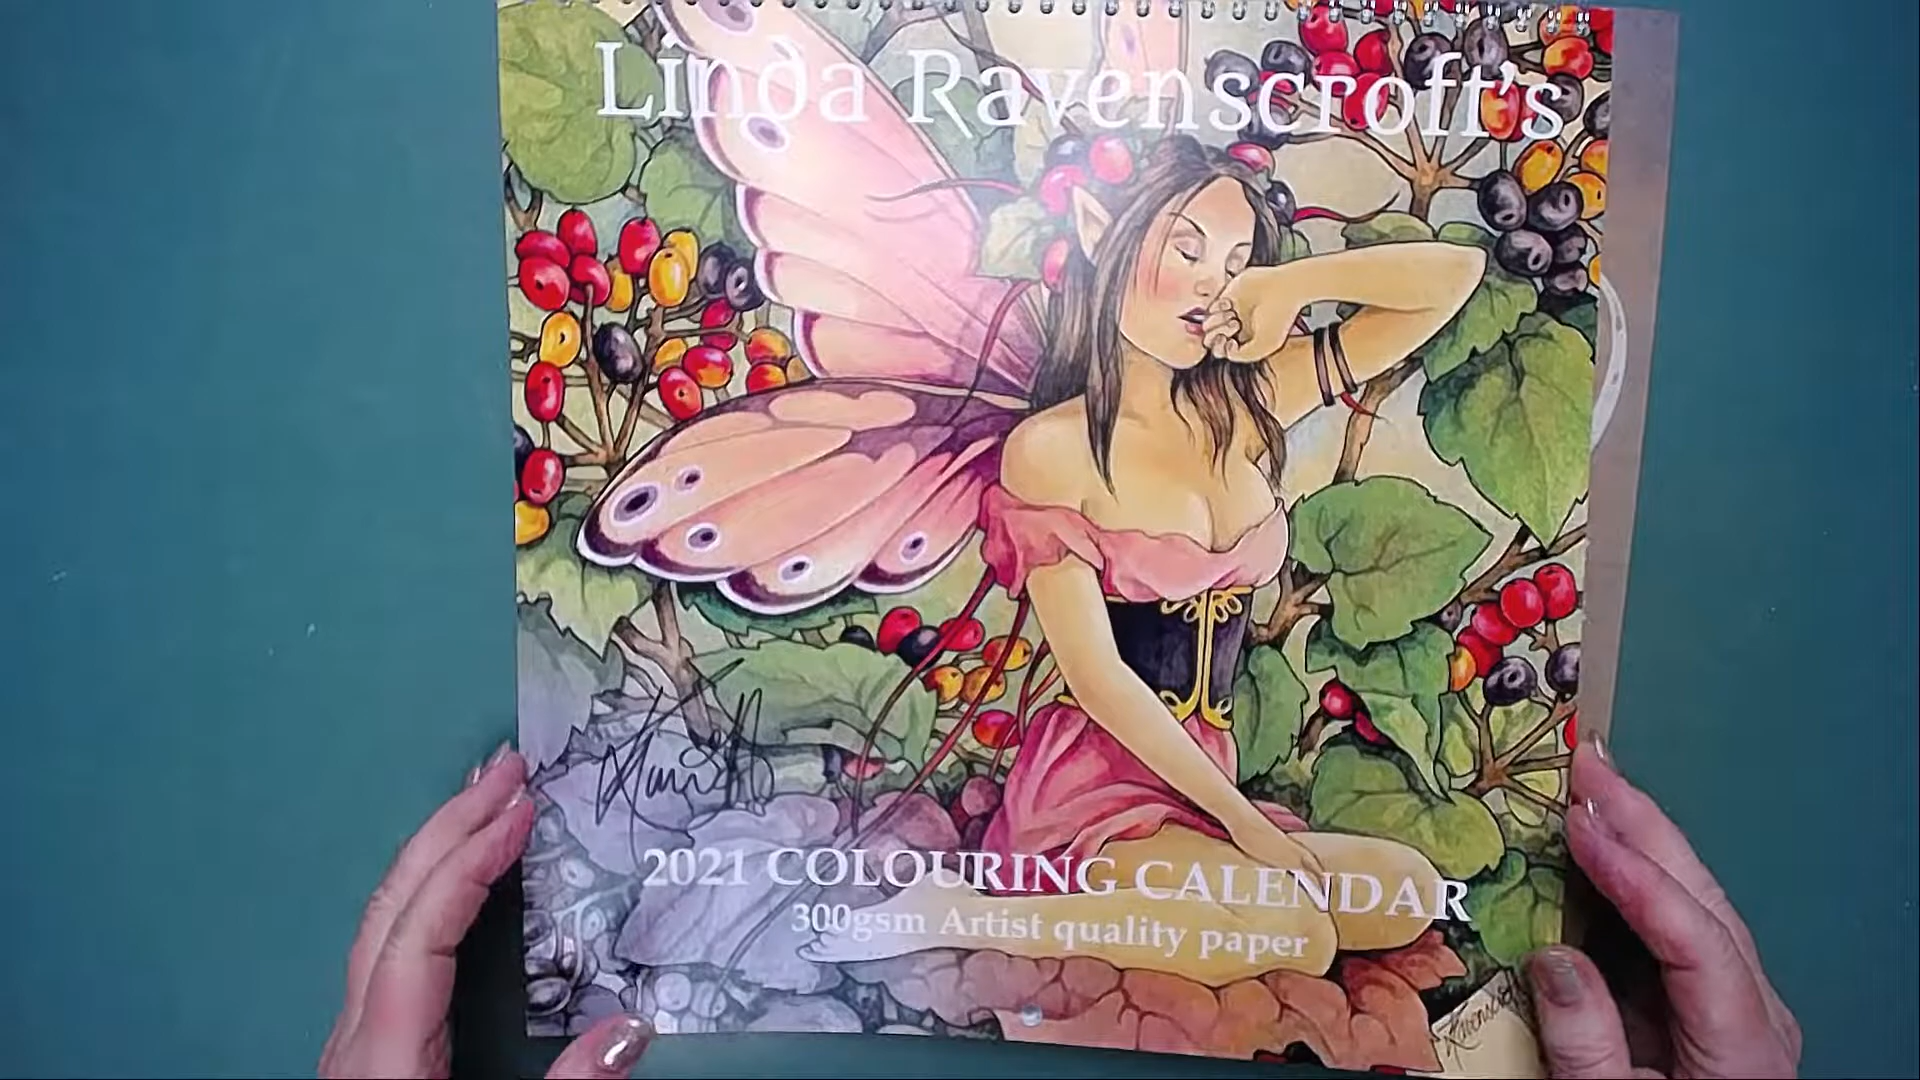 Linda Ravenscroft's
2021 COLOURING CALENDAR
300gsm Artist quality paper